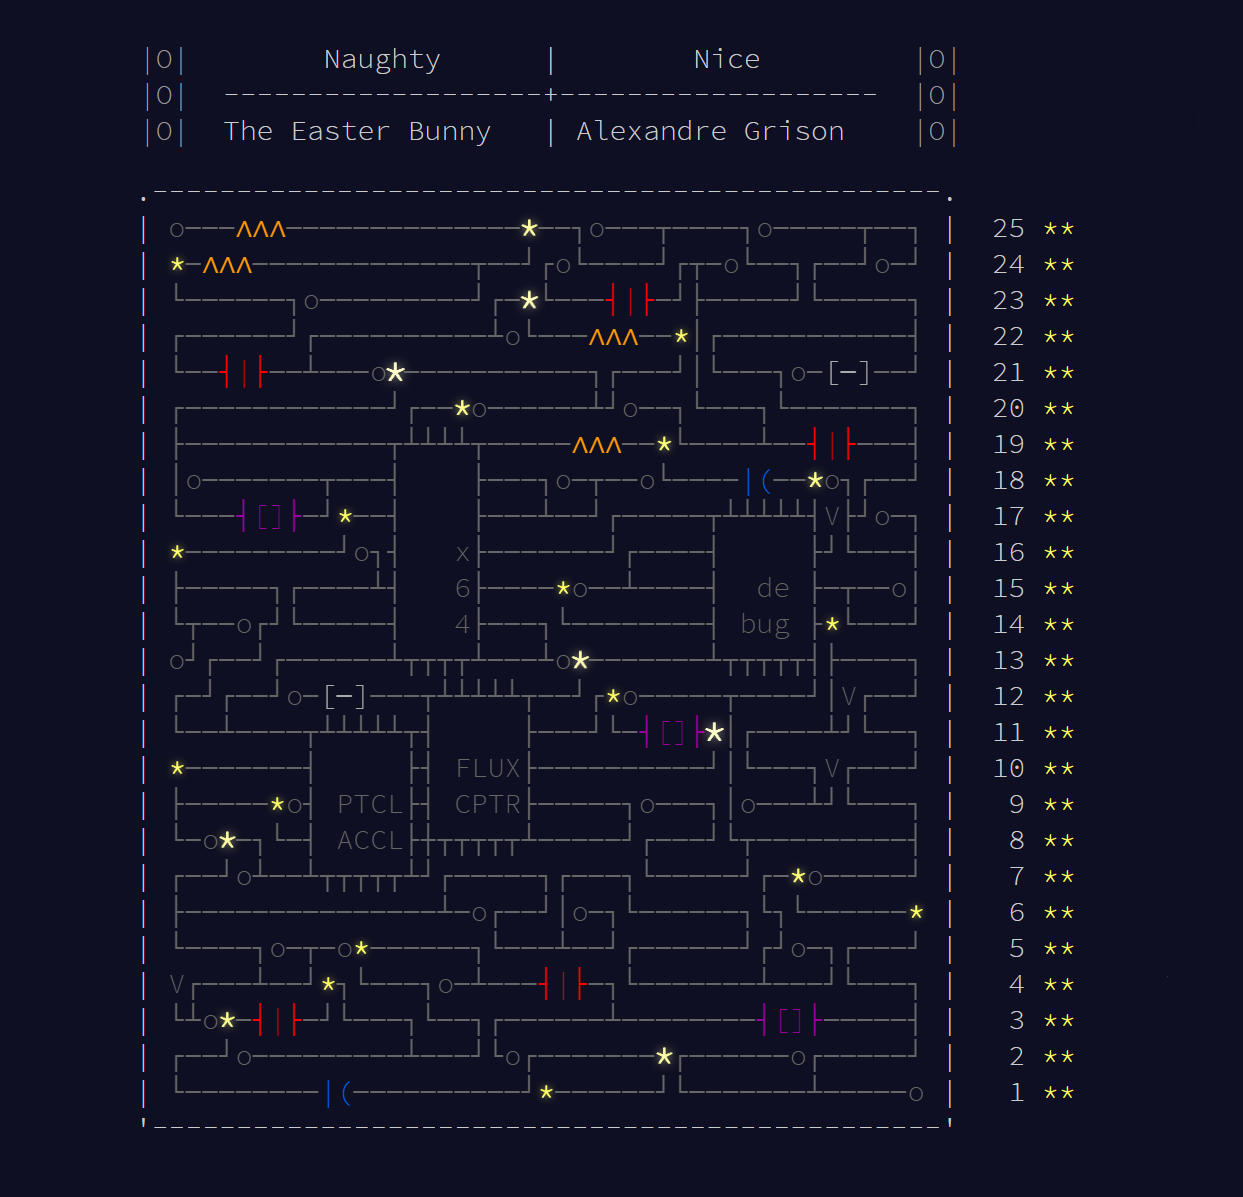 Naughty | Nice
The Easter Bunny | Alexandre Grison
25 **
24 **
23 **
22 **
21 **
20 **
19 **
18 **
V 17 **
x 16 **
6 de 15 **
4 bug 14 **
13 **
V 12 **
11 **
FLUX V 10 **
PTCL CPTR 9 **
ACCL 8 **
7 **
6 **
5 **
V 4 **
3 **
2 **
1 **